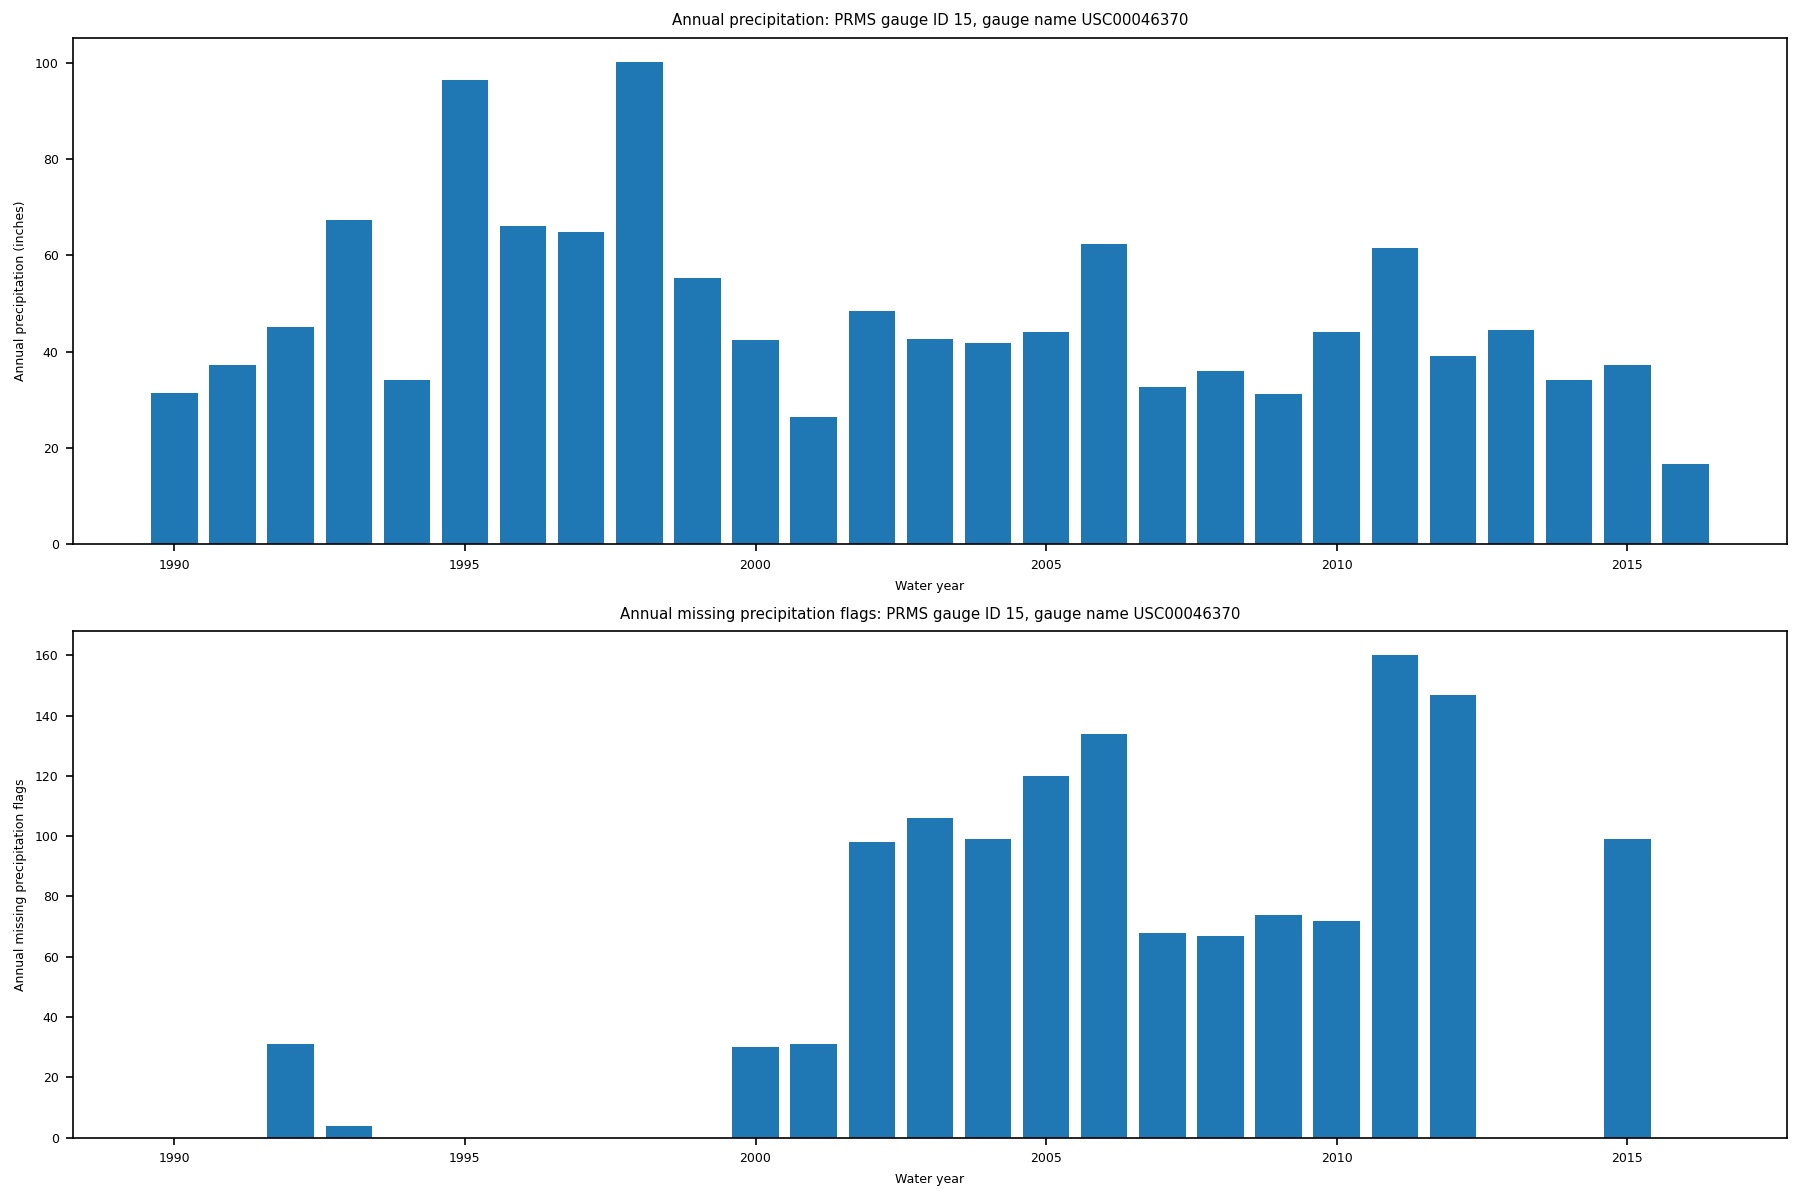 Annual precipitation: PRMS gauge ID 15, gauge name USC00046370
Annual precipitation (inches)
100
80
60
40
20
0
1990 1995 2000 2005 2010 2015
Water year
Annual missing precipitation flags: PRMS gauge ID 15, gauge name USC00046370
Annual missing precipitation flags
160
140
120
100
80
60
40
20
0
1990 1995 2000 2005 2010 2015
Water year